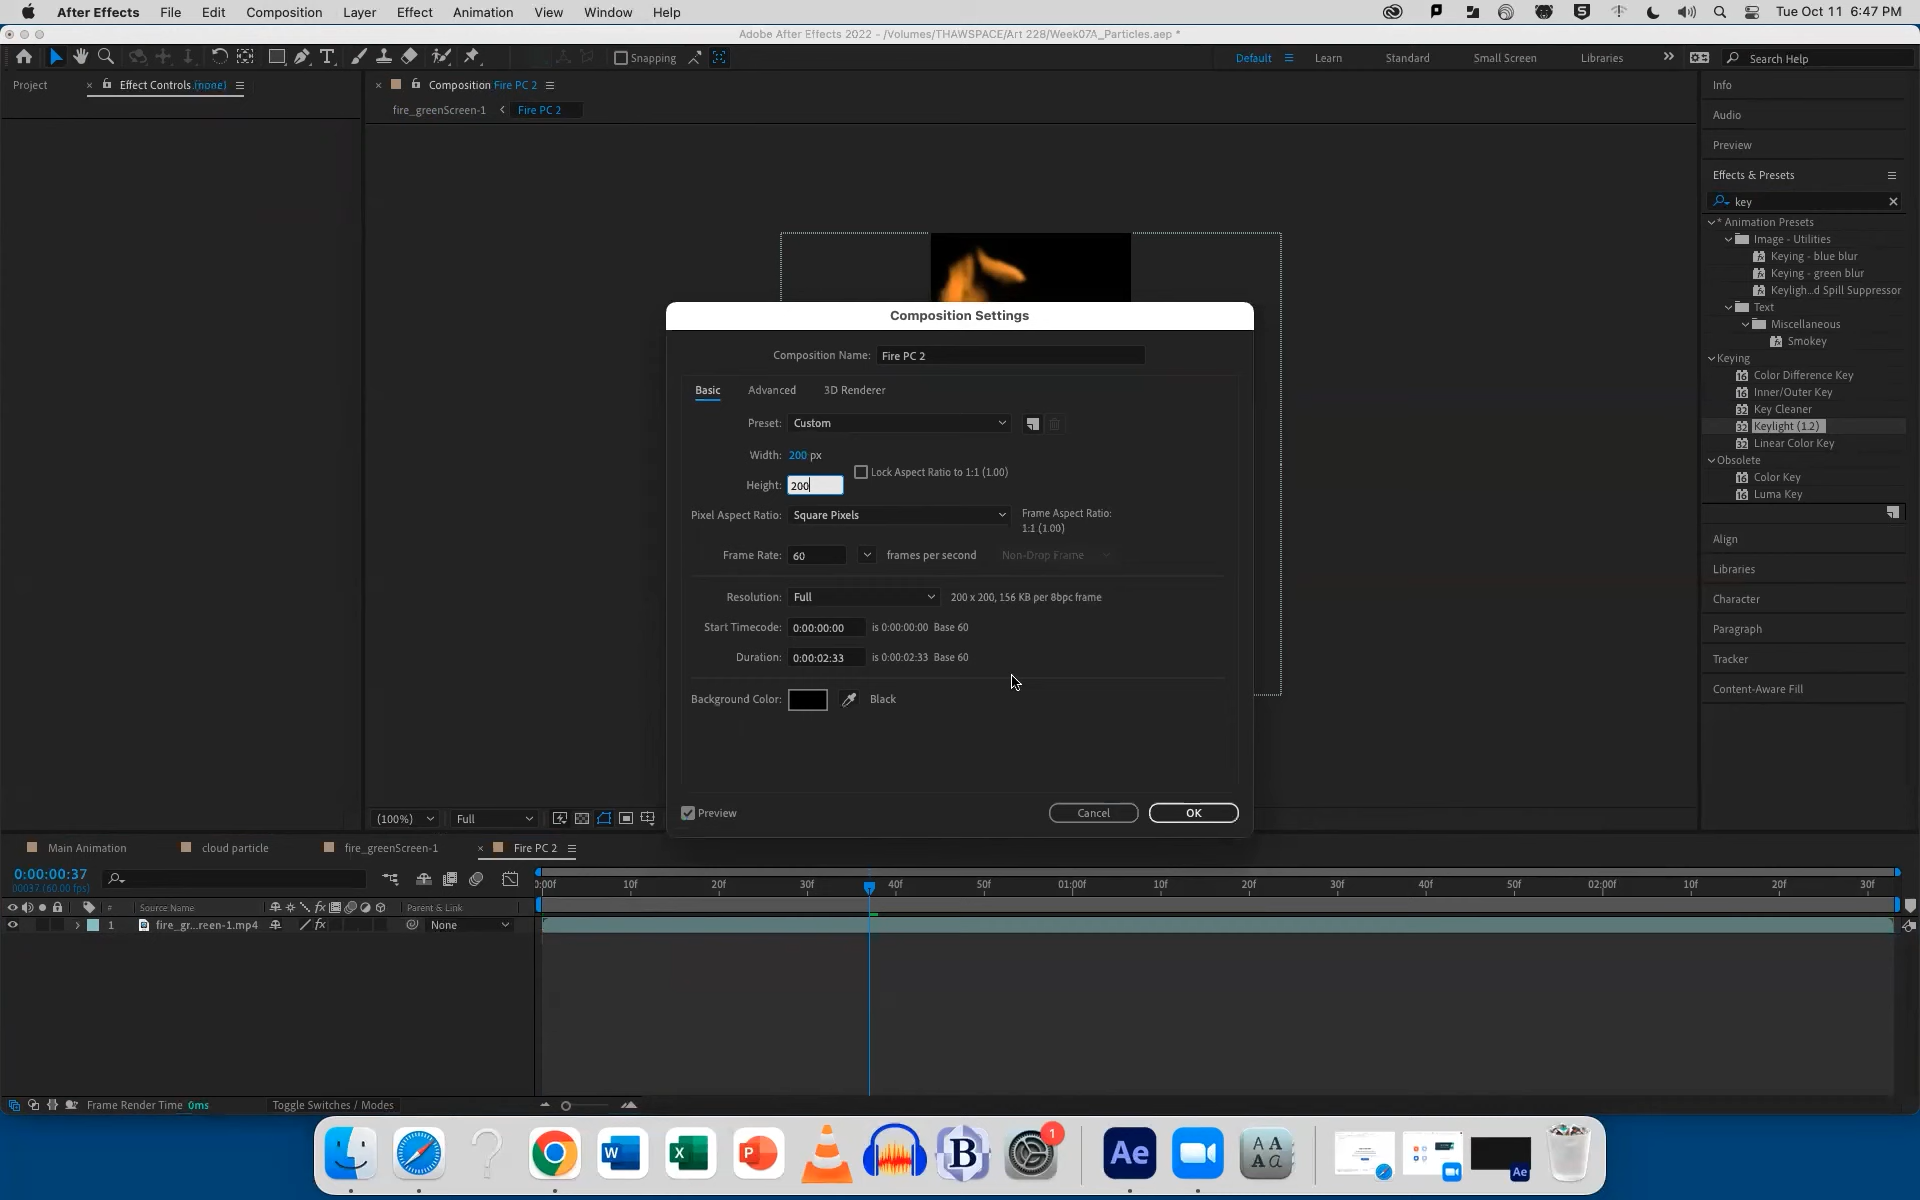 After Effects File Edit Composition Layer Effect Animation View Window Help Tue Oct 11 6:47 PM
Adobe After Effects 2022 - /Volumes/THAWSPACE/Art 228/Week07A_Particles.aep *
Snapping Default Learn Standard Small Screen Libraries Search Help
Project Effect Controls (none) Composition Fire PC 2 Info
fire_greenScreen-1 Fire PC 2
Audio
Preview
Effects & Presets
key
* Animation Presets
Image - Utilities
Keying - blue blur
Keying - green blur
Keyligh...d Spill Suppressor
Text
Miscellaneous
Smokey
Keying
Color Difference Key
Inner/Outer Key
Key Cleaner
Keylight (1.2)
Linear Color Key
Obsolete
Color Key
Luma Key
Align
Libraries
Character
Paragraph
Tracker
Content-Aware Fill
Composition Settings
Composition Name: Fire PC 2
Basic Advanced 3D Renderer
Preset: Custom
Width: 200 px
Lock Aspect Ratio to 1:1 (1.00)
Height: 200
Pixel Aspect Ratio: Square Pixels Frame Aspect Ratio:
1:1 (1.00)
Frame Rate: 60 frames per second Non-Drop Frame
Resolution: Full 200 x 200, 156 KB per 8bpc frame
Start Timecode: 0:00:00:00 is 0:00:00:00 Base 60
Duration: 0:00:02:33 is 0:00:02:33 Base 60
Background Color: Black
Preview Cancel OK
(100%) Full
Main Animation cloud particle fire_greenScreen-1 Fire PC 2
0:00:00:37
00037 (60.00 fps)
0:00f 10f 20f 30f 40f 50f 01:00f 10f 20f 30f 40f 50f 02:00f 10f 20f 30f
# Source Name Parent & Link
1 fire_gr...reen-1.mp4 None
Frame Render Time 0ms Toggle Switches / Modes
W X P B 1 Ae AA Aa Ae